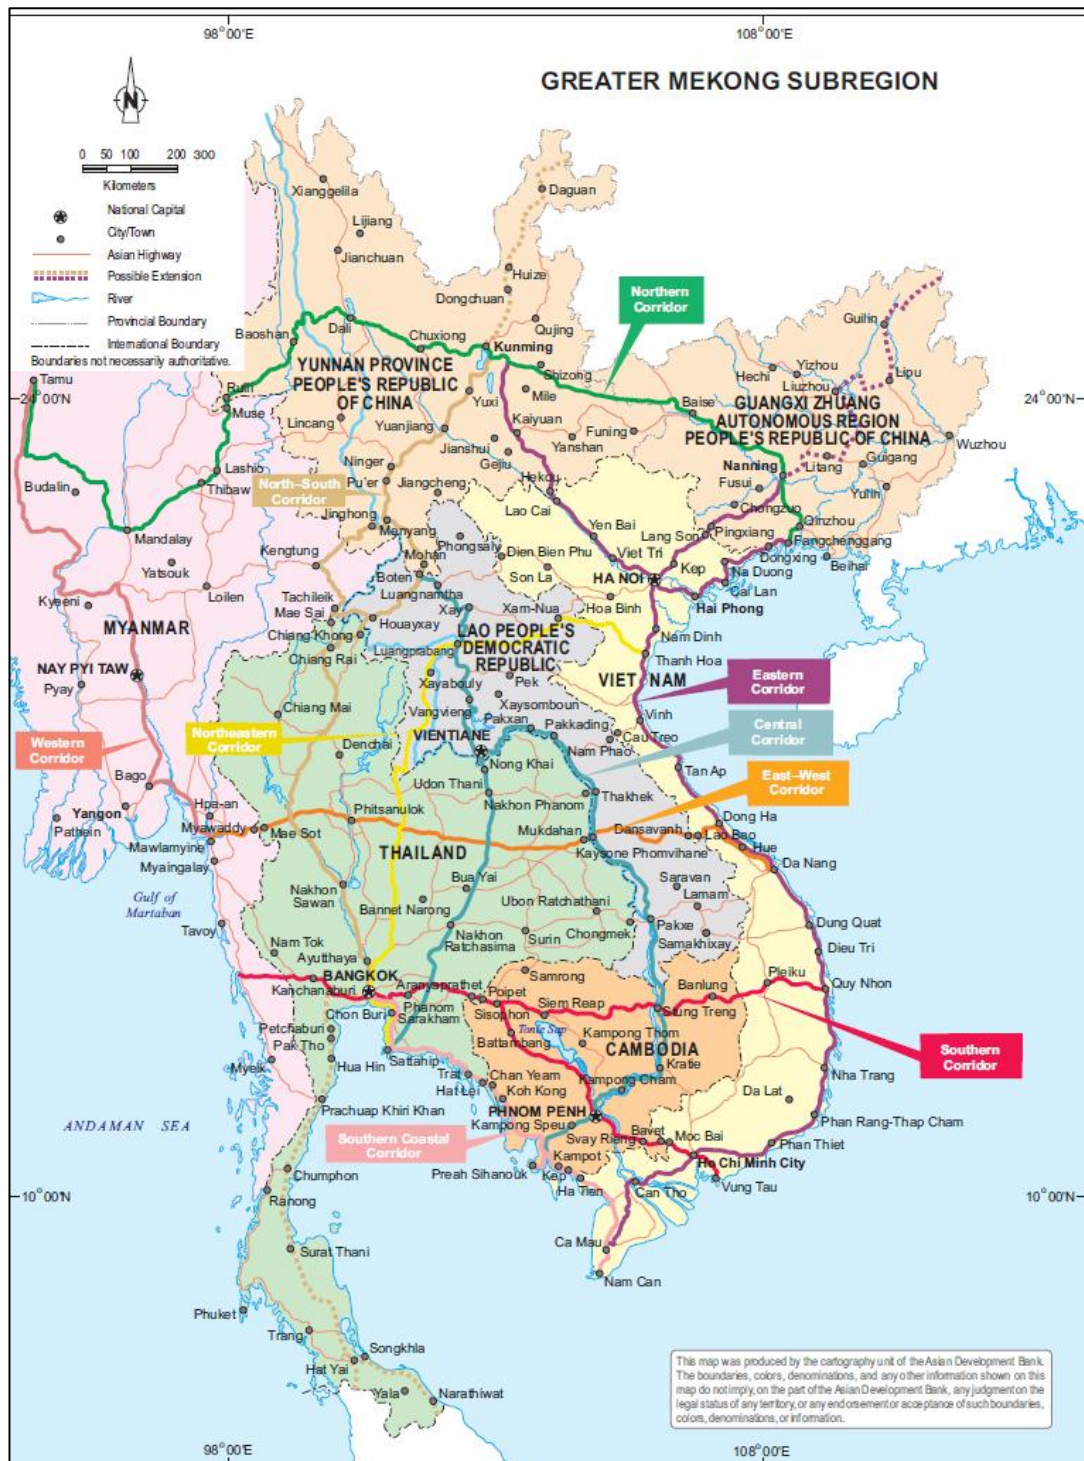 98°00'E
108°00'E
GREATER MEKONG SUBREGION
N
0 50 100 200 300
Kilometers
National Capital
City/Town
Asian Highway
Possible Extension
River
Provincial Boundary
International Boundary
Boundaries not necessarily authoritative.
Xianggelila
Daguan
Lijiang
Jianchuan
Huize
Dongchuan
Northern
Corridor
Guilin
Baoshan
Dali
Chuxiong
Qujing
Kunming
YUNNAN PROVINCE
PEOPLE'S REPUBLIC
OF CHINA
Shizong
Hechi
Yizhou
Liuzhou
Lipu
Tamu
24°00'N
24°00'N
Ruili
Muse
Yuxi
Mile
Baise
GUANGXI ZHUANG
AUTONOMOUS REGION
PEOPLE'S REPUBLIC OF CHINA
Lincang
Yuanjiang
Kaiyuan
Funing
Yanshan
Wuzhou
Jianshui
Gejiu
Nanning
Litang
Guigang
Lashio
Thibaw
Ninger
Pu'er
North–South
Corridor
Jiangcheng
Hekou
Fusui
Yulin
Budalin
Lao Cai
Chongzuo
Jinghong
Menyang
Yen Bai
Lang Son
Pingxiang
Qinzhou
Fangchenggang
Mandalay
Kengtung
Mohan
Phongsaly
Dien Bien Phu
Viet Tri
Dongxing
Beihai
Yatsouk
Boten
Son La
HA NOI
Kep
Na Duong
Cai Lan
Kyeeni
Loilen
Tachileik
Mae Sai
Luangnamtha
Xay
Xam-Nua
Hoa Binh
Hai Phong
MYANMAR
Chiang Khong
Houayxay
LAO PEOPLE'S
DEMOCRATIC
REPUBLIC
Nam Dinh
Chiang Rai
Luangprabang
Thanh Hoa
NAY PYI TAW
Pyay
Xayabouly
Pek
VIET NAM
Eastern
Corridor
Chiang Mai
Vangvieng
Xaysomboun
Pakxan
Pakkading
Vinh
Central
Corridor
Western
Corridor
Northeastern
Corridor
Denchai
VIENTIANE
Cau Treo
Nam Phao
Nong Khai
Tan Ap
East–West
Corridor
Bago
Udon Thani
Nakhon Phanom
Thakhek
Hpa-an
Yangon
Phitsanulok
Dong Ha
Pathein
Myawaddy
Mae Sot
Mukdahan
Dansavanh
Lao Bao
Mawlamyine
THAILAND
Kaysone Phomvihane
Hue
Myaingalay
Da Nang
Gulf of
Martaban
Nakhon
Sawan
Bua Yai
Saravan
Lamam
Bannet Narong
Ubon Ratchathani
Tavoy
Nakhon
Ratchasima
Surin
Chongmek
Pakxe
Dung Quat
Samakhixay
Dieu Tri
Nam Tok
Ayutthaya
BANGKOK
Samrong
Banlung
Pleiku
Kanchanaburi
Aranyaprathet
Poipet
Siem Reap
Quy Nhon
Phanom
Sarakham
Sisophon
Stung Treng
Chon Buri
Tonle Sap
Kampong Thom
Petchaburi
Battambang
CAMBODIA
Southern
Corridor
Pak Tho
Sattahip
Myeik
Hua Hin
Trat
Chan Yeam
Kratie
Nha Trang
Hat Lei
Koh Kong
Kampong Cham
Da Lat
Prachuap Khiri Khan
PHNOM PENH
ANDAMAN SEA
Kampong Speu
Phan Rang-Thap Cham
Southern Coastal
Corridor
Svay Rieng
Bavet
Moc Bai
Phan Thiet
Kampot
Ho Chi Minh City
Chumphon
Preah Sihanouk
Kep
Ha Tien
Can Tho
Vung Tau
10°00'N
10°00'N
Ranong
Surat Thani
Ca Mau
Nam Can
Phuket
Trang
Songkhla
Hat Yai
Yala
Narathiwat
This map was produced by the cartography unit of the Asian Development Bank.
The boundaries, colors, denominations, and any other information shown on this
map do not imply, on the part of the Asian Development Bank, any judgment on the
legal status of any territory, or any endorsement or acceptance of such boundaries,
colors, denominations, or information.
98°00'E
108°00'E